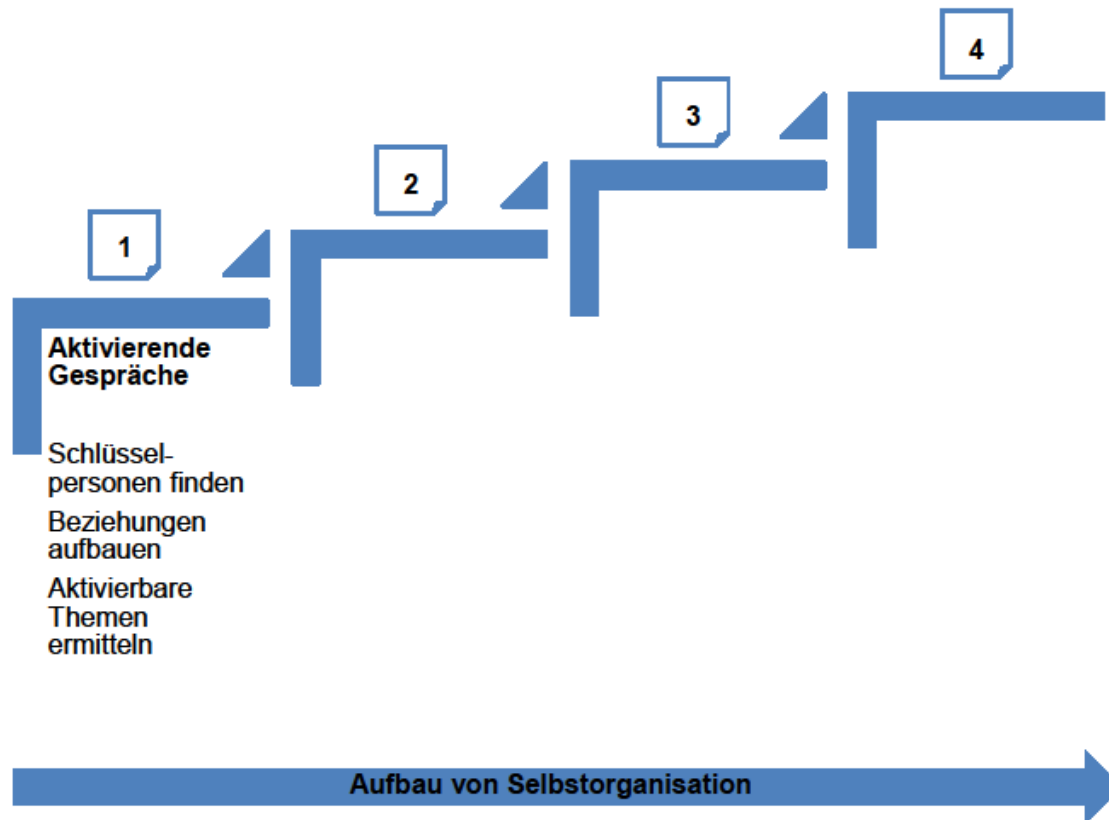 4
3
2
1
Aktivierende
Gespräche
Schlüssel-
personen finden
Beziehungen
aufbauen
Aktivierbare
Themen
ermitteln
Aufbau von Selbstorganisation